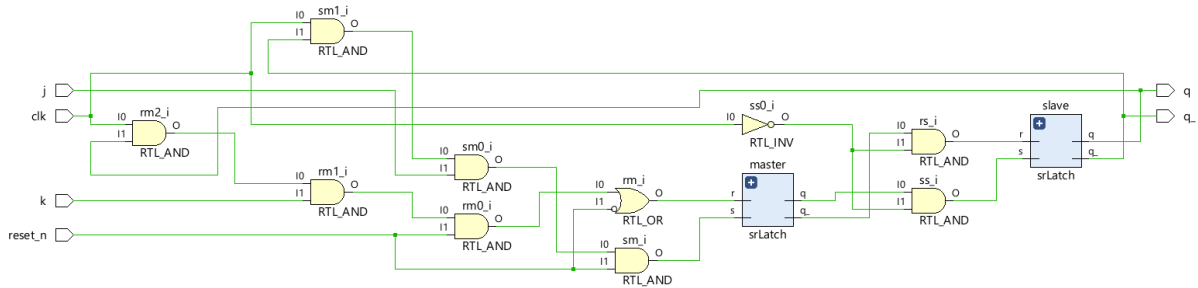 sm1_i
I0 O
I1
RTL_AND
j
clk
rm2_i
I0 O
I1
RTL_AND
k
reset_n
rm1_i
I0 O
I1
RTL_AND
sm0_i
I0 O
I1
RTL_AND
rm0_i
I0 O
I1
RTL_AND
rm_i
I0 O
I1
RTL_OR
sm_i
I0 O
I1
RTL_AND
ss0_i
I0 O
RTL_INV
master
r q
s q_
srLatch
rs_i
I0 O
I1
RTL_AND
ss_i
I0 O
I1
RTL_AND
slave
r q
s q_
srLatch
q
q_